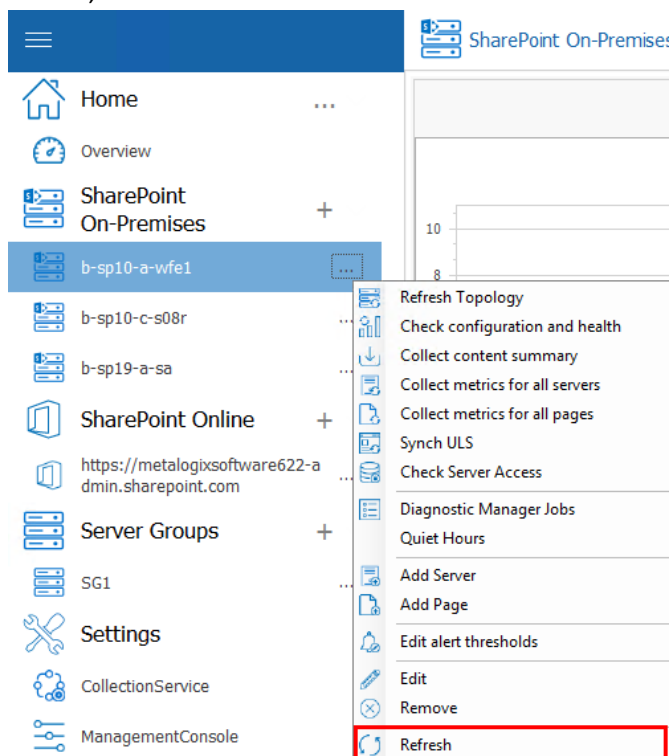 SharePoint On-Premises
Home
...
Overview
SharePoint
On-Premises
+
b-sp10-a-wfe1
...
b-sp10-c-s08r
...
b-sp19-a-sa
...
SharePoint Online
+
https://metalogixsoftware622-a
dmin.sharepoint.com
...
Server Groups
+
SG1
...
Settings
CollectionService
ManagementConsole
10
8
Refresh Topology
Check configuration and health
Collect content summary
Collect metrics for all servers
Collect metrics for all pages
Synch ULS
Check Server Access
Diagnostic Manager Jobs
Quiet Hours
Add Server
Add Page
Edit alert thresholds
Edit
Remove
Refresh